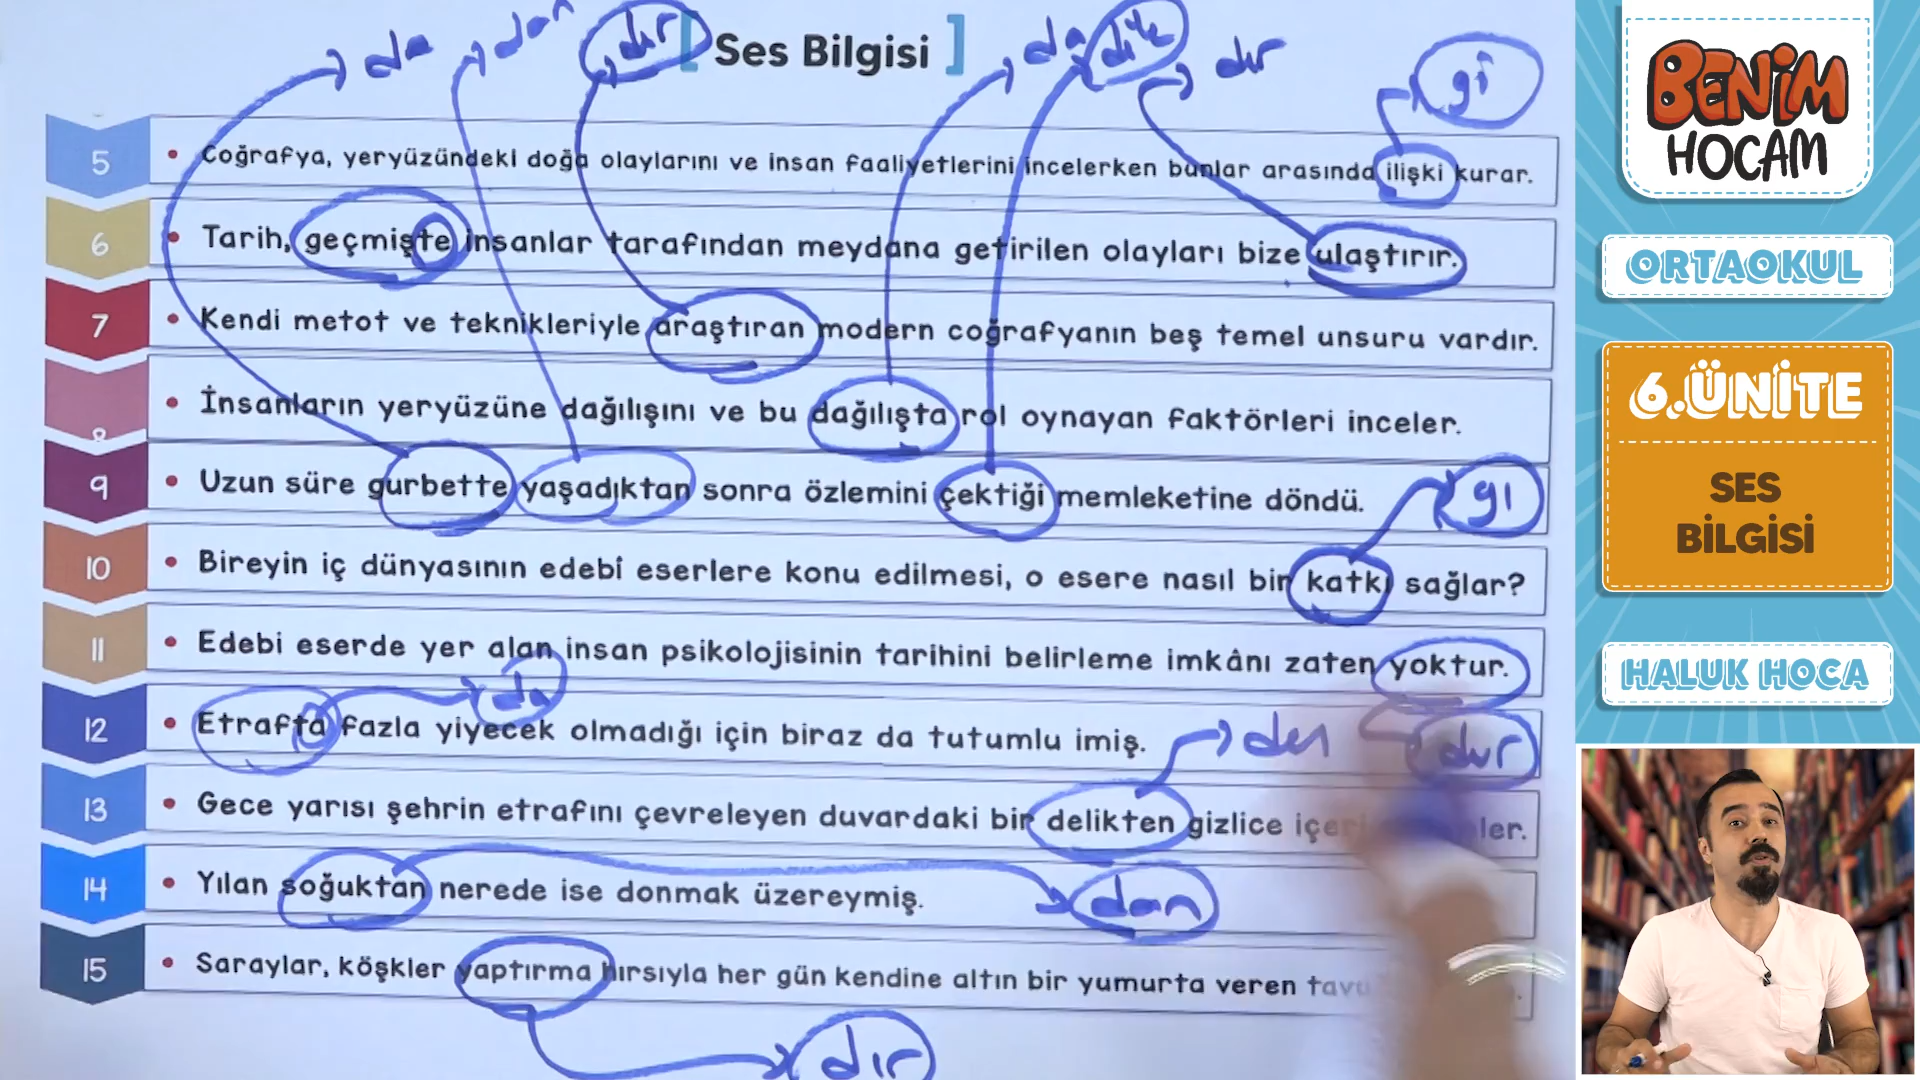 da
dan
dır
[ Ses Bilgisi ]
da
dık
dır
gi
5
• Coğrafya, yeryüzündeki doğa olaylarını ve insan faaliyetlerini incelerken bunlar arasında ilişki kurar.
6
• Tarih, geçmişte insanlar tarafından meydana getirilen olayları bize ulaştırır.
7
• Kendi metot ve teknikleriyle araştıran modern coğrafyanın beş temel unsuru vardır.
8
• İnsanların yeryüzüne dağılışını ve bu dağılışta rol oynayan faktörleri inceler.
9
• Uzun süre gurbette yaşadıktan sonra özlemini çektiği memleketine döndü.
gı
10
• Bireyin iç dünyasının edebî eserlere konu edilmesi, o esere nasıl bir katkı sağlar?
11
• Edebi eserde yer alan insan psikolojisinin tarihini belirleme imkânı zaten yoktur.
da
12
• Etrafta fazla yiyecek olmadığı için biraz da tutumlu imiş.
den
dur
13
• Gece yarısı şehrin etrafını çevreleyen duvardaki bir delikten gizlice
14
• Yılan soğuktan nerede ise donmak üzereymiş.
dan
15
• Saraylar, köşkler yaptırma hırsıyla her gün kendine altın bir yumurta veren
dır
BENİM
HOCAM
ORTAOKUL
6.ÜNİTE
SES
BİLGİSİ
HALUK HOCA